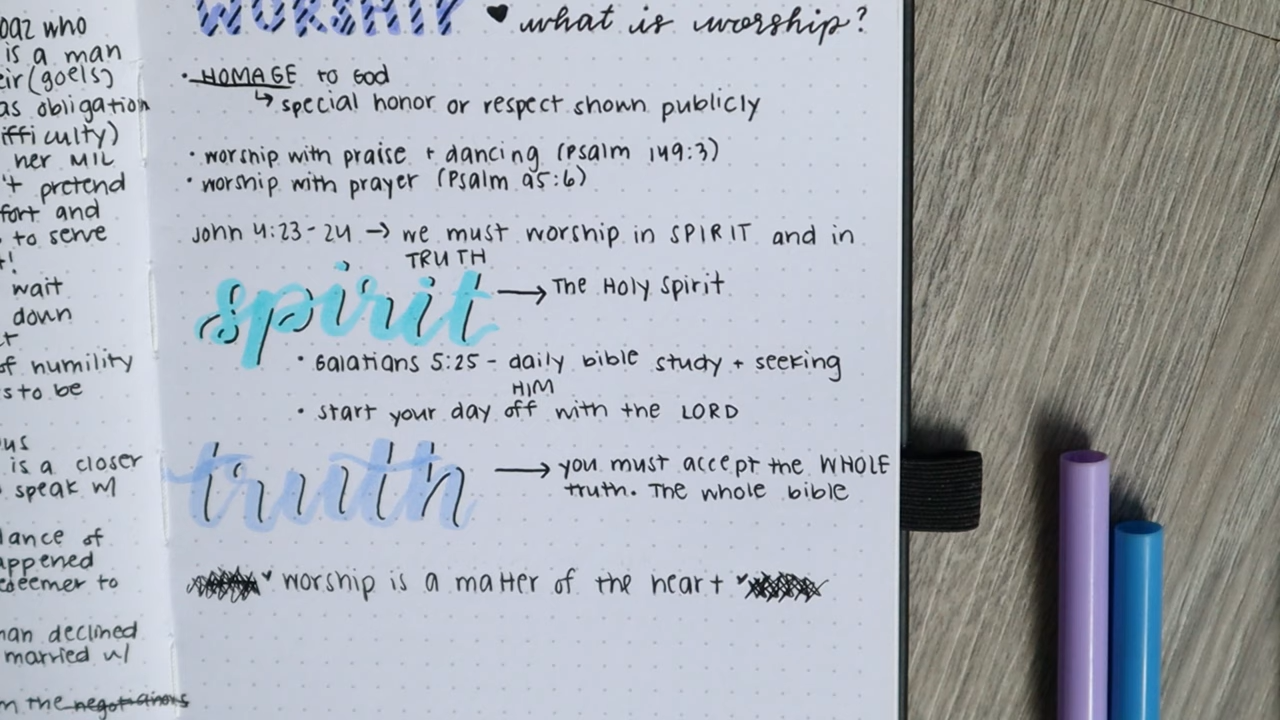 oaz who
is a man
eir (goels)
as obligation
ifficulty)
her MIL
't pretend
fort and
to serve
t!
wait
down
of humility
s to be
us
is a closer
speak w/
lance of
appened
edeemer to
man declined
married w/
m the negotiations
WORSHIP ♥ what is worship?
• HOMAGE to God
↳ special honor or respect shown publicly
• worship with praise + dancing (Psalm 149:3)
• worship with prayer (Psalm 95:6)
John 4:23-24 → we must worship in SPIRIT and in
TRUTH
spirit → The Holy Spirit
• Galatians 5:25 - daily bible study + seeking
HIM
• start your day off with the LORD
truth → you must accept the WHOLE
truth. The whole bible
♥ worship is a matter of the heart ♥